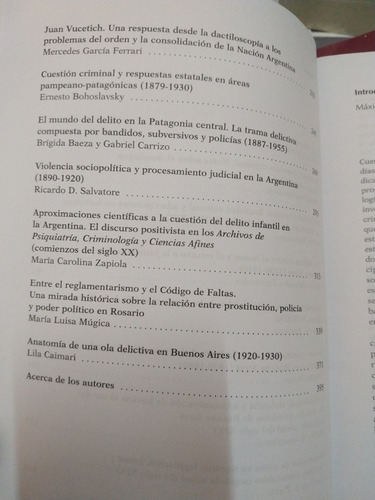 Juan Vucetich. Una respuesta desde la dactiloscopía a los
problemas del orden y la consolidación de la Nación Argentina
Mercedes García Ferrari
Cuestión criminal y respuestas estatales en áreas
pampeano-patagónicas (1879-1930)
Ernesto Bohoslavsky
El mundo del delito en la Patagonia central. La trama delictiva
compuesta por bandidos, subversivos y policías (1887-1955)
Brígida Baeza y Gabriel Carrizo
Violencia sociopolítica y procesamiento judicial en la Argentina
(1890-1920)
Ricardo D. Salvatore
Aproximaciones científicas a la cuestión del delito infantil en
la Argentina. El discurso positivista en los Archivos de
Psiquiatría, Criminología y Ciencias Afines
(comienzos del siglo XX)
María Carolina Zapiola 313
Entre el reglamentarismo y el Código de Faltas.
Una mirada histórica sobre la relación entre prostitución, policía
y poder político en Rosario
María Luisa Múgica 339
Anatomía de una ola delictiva en Buenos Aires (1920-1930)
Lila Caimari 371
Acerca de los autores 395
Introd
Máxi